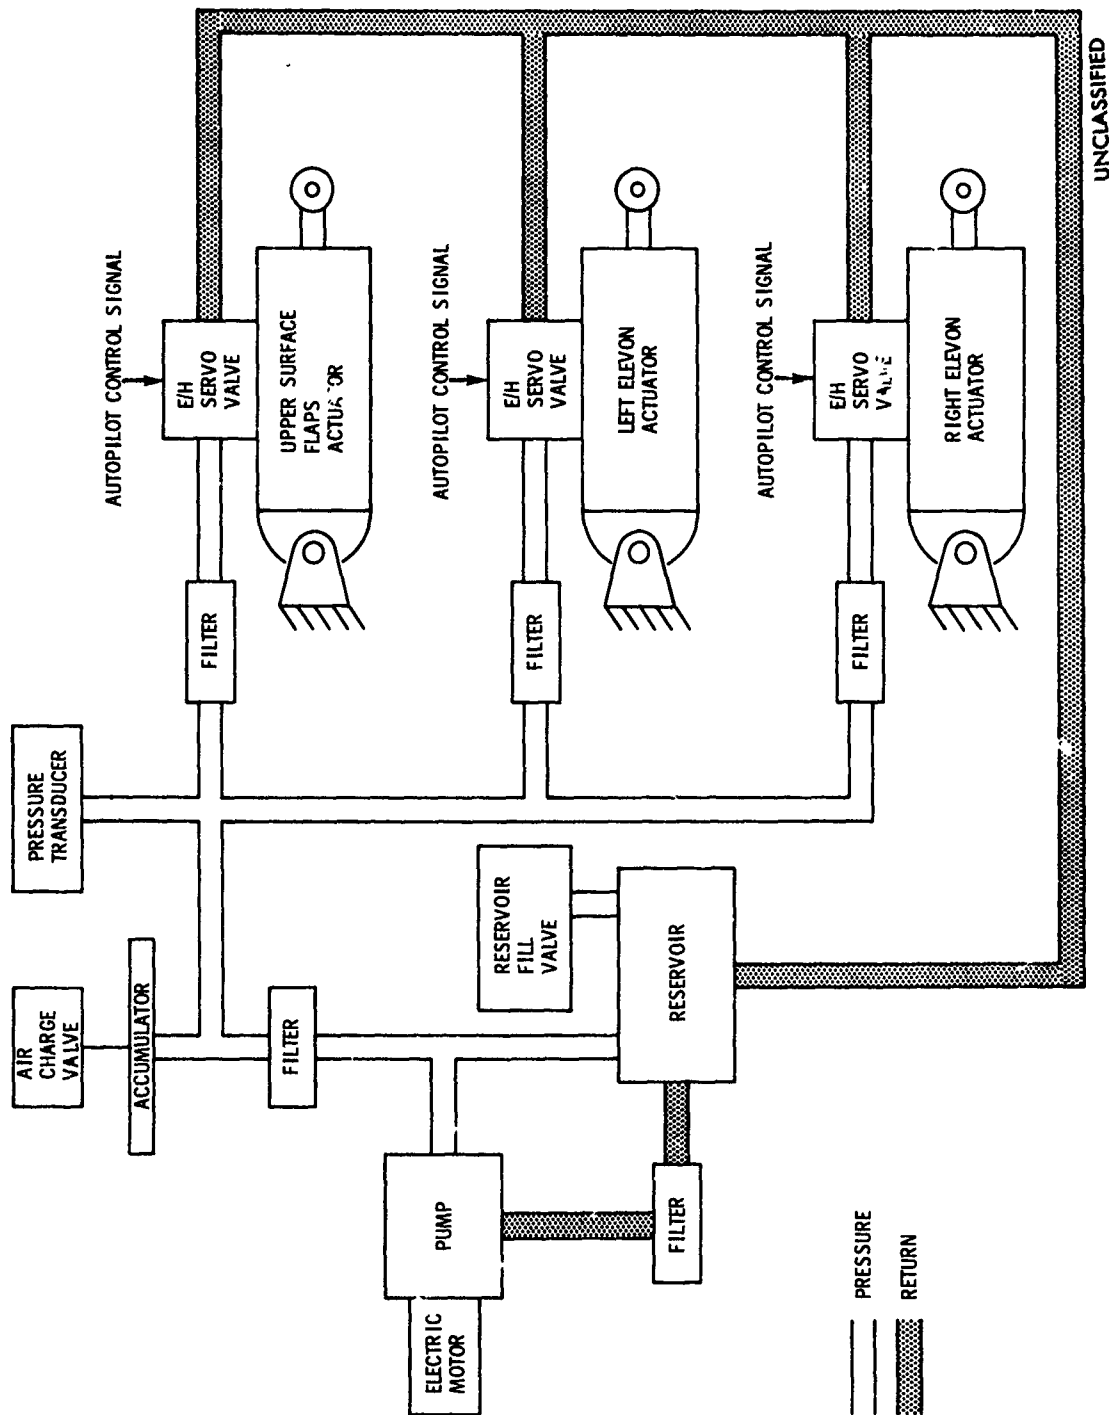 AIR
CHARGE
VALVE
ACCUMULATOR
PRESSURE
TRANSDUCER
FILTER
FILTER
AUTOPILOT CONTROL SIGNAL
E/H
SERVO
VALVE
UPPER SURFACE
FLAPS
ACTUATOR
ELECTRIC
MOTOR
PUMP
RESERVOIR
FILL
VALVE
RESERVOIR
FILTER
FILTER
AUTOPILOT CONTROL SIGNAL
E/H
SERVO
VALVE
LEFT ELEVON
ACTUATOR
FILTER
AUTOPILOT CONTROL SIGNAL
E/H
SERVO
VALVE
RIGHT ELEVON
ACTUATOR
PRESSURE
RETURN
UNCLASSIFIED